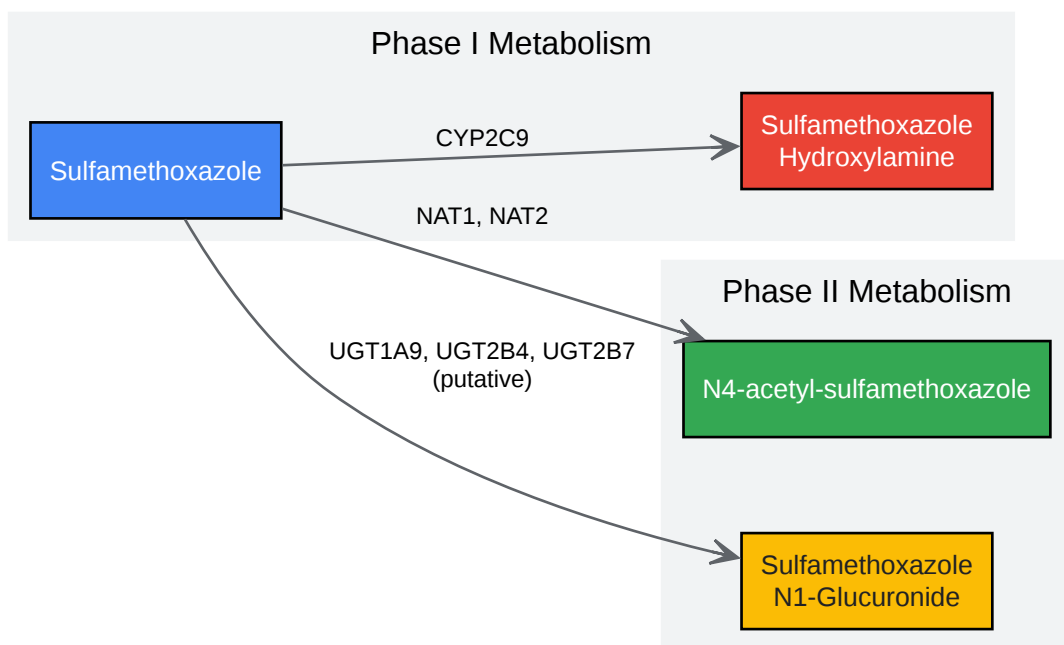 Phase I Metabolism
Sulfamethoxazole
CYP2C9
Sulfamethoxazole
Hydroxylamine
NAT1, NAT2
Phase II Metabolism
UGT1A9, UGT2B4, UGT2B7
(putative)
N4-acetyl-sulfamethoxazole
Sulfamethoxazole
N1-Glucuronide